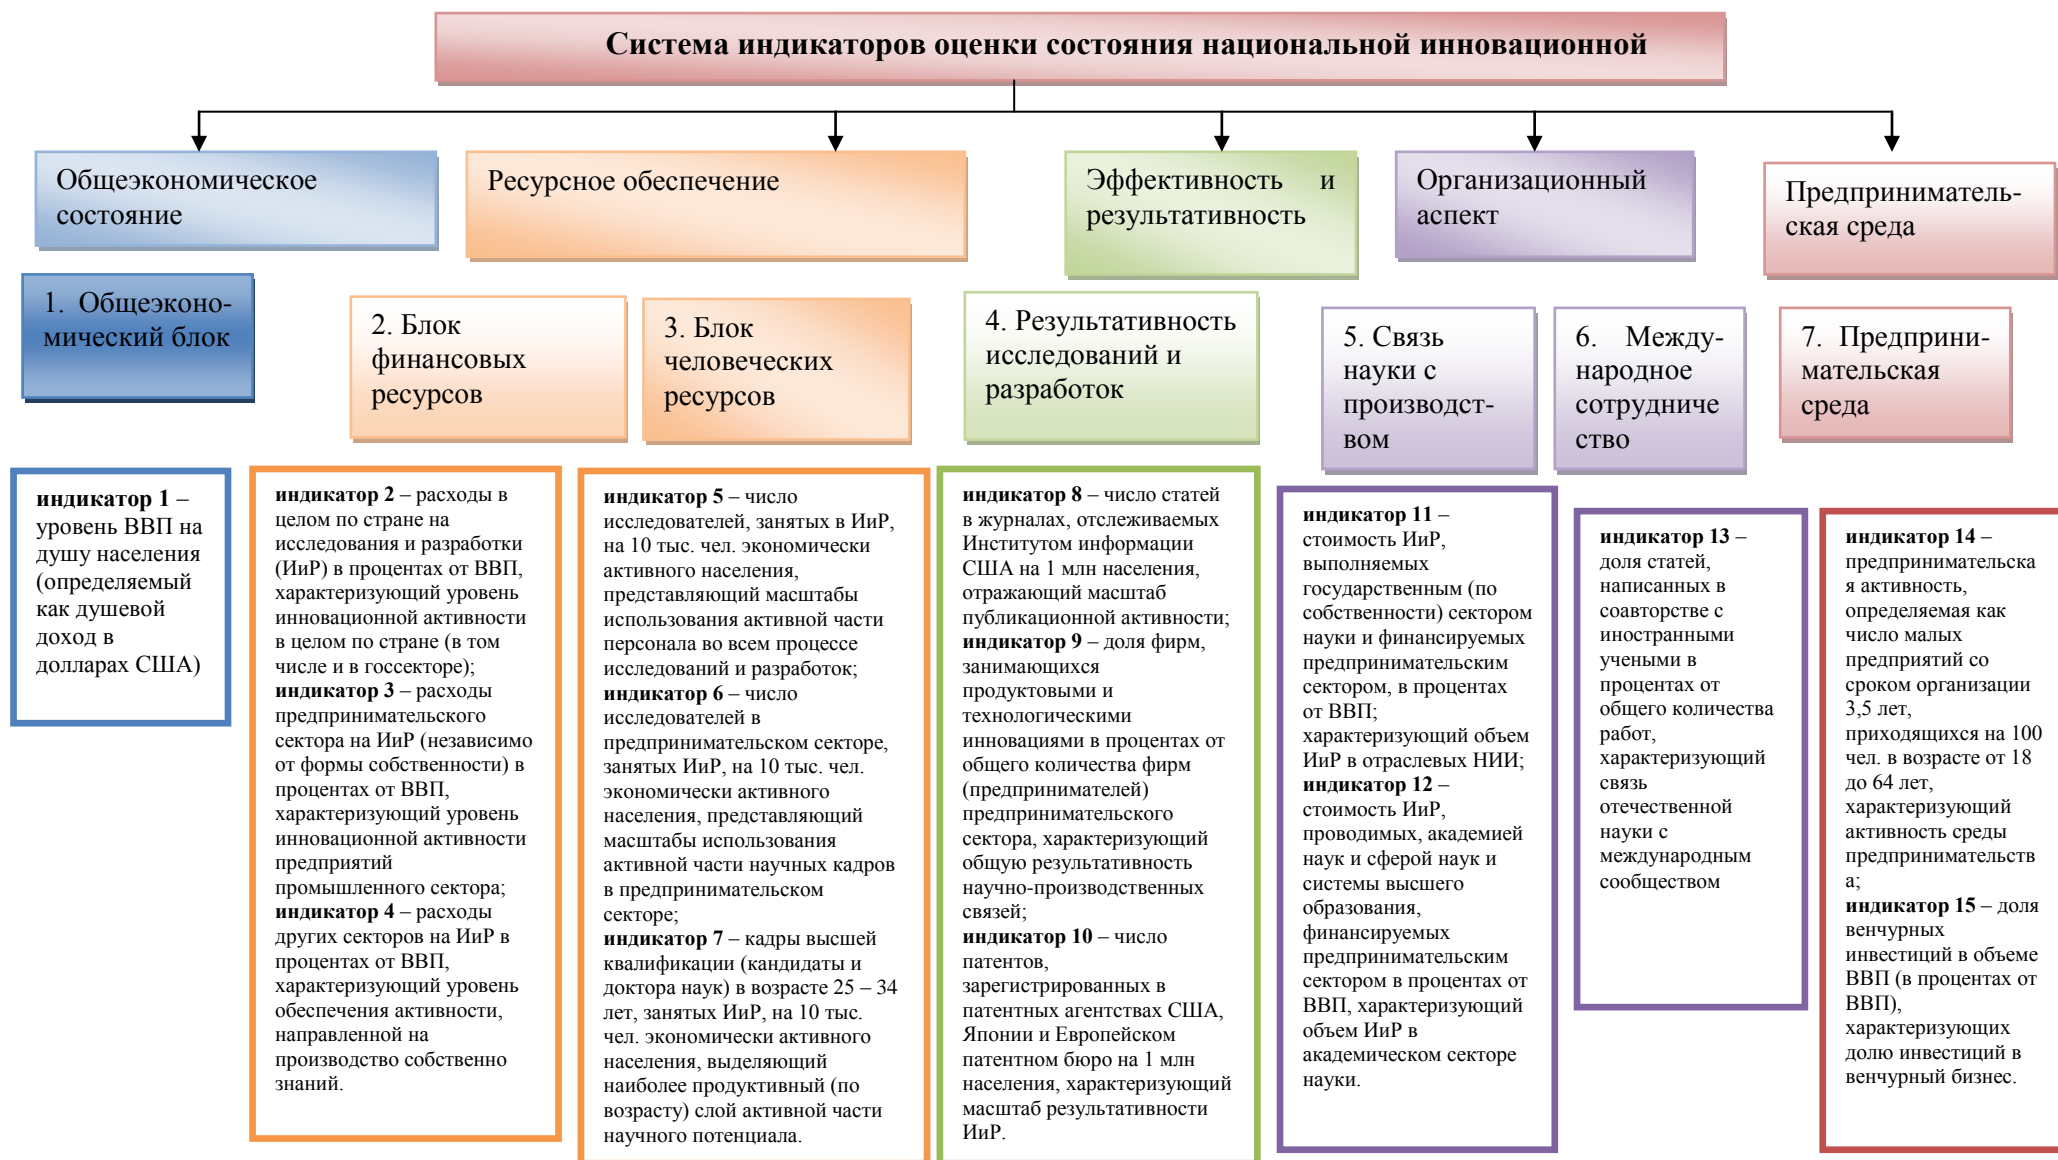 Система индикаторов оценки состояния национальной инновационной
Общеэкономическое
состояние
Ресурсное обеспечение
Эффективность и
результативность
Организационный
аспект
Предприниматель-
ская среда
1. Общеэконо-
мический блок
2. Блок
финансовых
ресурсов
3. Блок
человеческих
ресурсов
4. Результативность
исследований и
разработок
5. Связь
науки с
производст-
вом
6. Между-
народное
сотрудниче
ство
7. Предприни-
мательская
среда
индикатор 1 –
уровень ВВП на
душу населения
(определяемый
как душевой
доход в
долларах США)
индикатор 2 – расходы в
целом по стране на
исследования и разработки
(ИиР) в процентах от ВВП,
характеризующий уровень
инновационной активности
в целом по стране (в том
числе и в госсекторе);
индикатор 3 – расходы
предпринимательского
сектора на ИиР (независимо
от формы собственности) в
процентах от ВВП,
характеризующий уровень
инновационной активности
предприятий
промышленного сектора;
индикатор 4 – расходы
других секторов на ИиР в
процентах от ВВП,
характеризующий уровень
обеспечения активности,
направленной на
производство собственно
знаний.
индикатор 5 – число
исследователей, занятых в ИиР,
на 10 тыс. чел. экономически
активного населения,
представляющий масштабы
использования активной части
персонала во всем процессе
исследований и разработок;
индикатор 6 – число
исследователей в
предпринимательском секторе,
занятых ИиР, на 10 тыс. чел.
экономически активного
населения, представляющий
масштабы использования
активной части научных кадров
в предпринимательском
секторе;
индикатор 7 – кадры высшей
квалификации (кандидаты и
доктора наук) в возрасте 25 – 34
лет, занятых ИиР, на 10 тыс.
чел. экономически активного
населения, выделяющий
наиболее продуктивный (по
возрасту) слой активной части
научного потенциала.
индикатор 8 – число статей
в журналах, отслеживаемых
Институтом информации
США на 1 млн населения,
отражающий масштаб
публикационной активности;
индикатор 9 – доля фирм,
занимающихся
продуктовыми и
технологическими
инновациями в процентах от
общего количества фирм
(предпринимателей)
предпринимательского
сектора, характеризующий
общую результативность
научно-производственных
связей;
индикатор 10 – число
патентов,
зарегистрированных в
патентных агентствах США,
Японии и Европейском
патентном бюро на 1 млн
населения, характеризующий
масштаб результативности
ИиР.
индикатор 11 –
стоимость ИиР,
выполняемых
государственным (по
собственности) сектором
науки и финансируемых
предпринимательским
сектором, в процентах
от ВВП;
характеризующий объем
ИиР в отраслевых НИИ;
индикатор 12 –
стоимость ИиР,
проводимых, академией
наук и сферой наук и
системы высшего
образования,
финансируемых
предпринимательским
сектором в процентах от
ВВП, характеризующий
объем ИиР в
академическом секторе
науки.
индикатор 13 –
доля статей,
написанных в
соавторстве с
иностранными
учеными в
процентах от
общего количества
работ,
характеризующий
связь
отечественной
науки с
международным
сообществом
индикатор 14 –
предпринимательска
я активность,
определяемая как
число малых
предприятий со
сроком организации
3,5 лет,
приходящихся на 100
чел. в возрасте от 18
до 64 лет,
характеризующий
активность среды
предпринимательств
а;
индикатор 15 – доля
венчурных
инвестиций в объеме
ВВП (в процентах от
ВВП),
характеризующих
долю инвестиций в
венчурный бизнес.